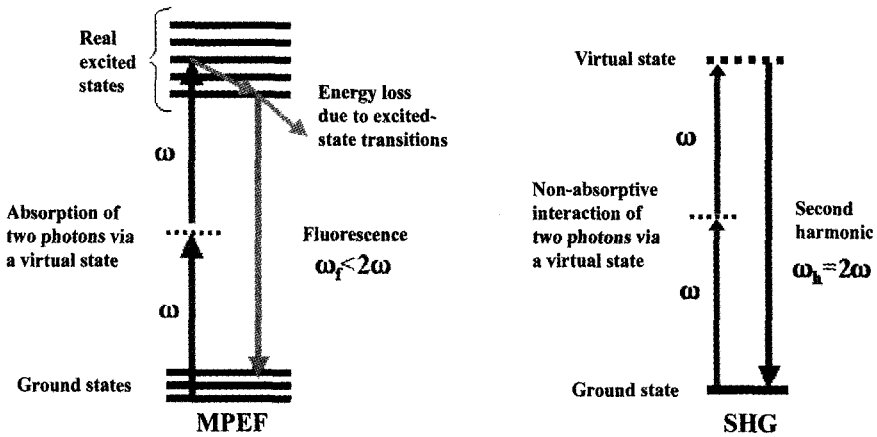 Real
excited
states
Energy loss
due to excited-
state transitions
ω
Absorption of
two photons via
a virtual state
Fluorescence
ω_f<2ω
ω
Ground states
MPEF
Virtual state
ω
Non-absorptive
interaction of
two photons via
a virtual state
Second
harmonic
ω_h=2ω
ω
Ground state
SHG